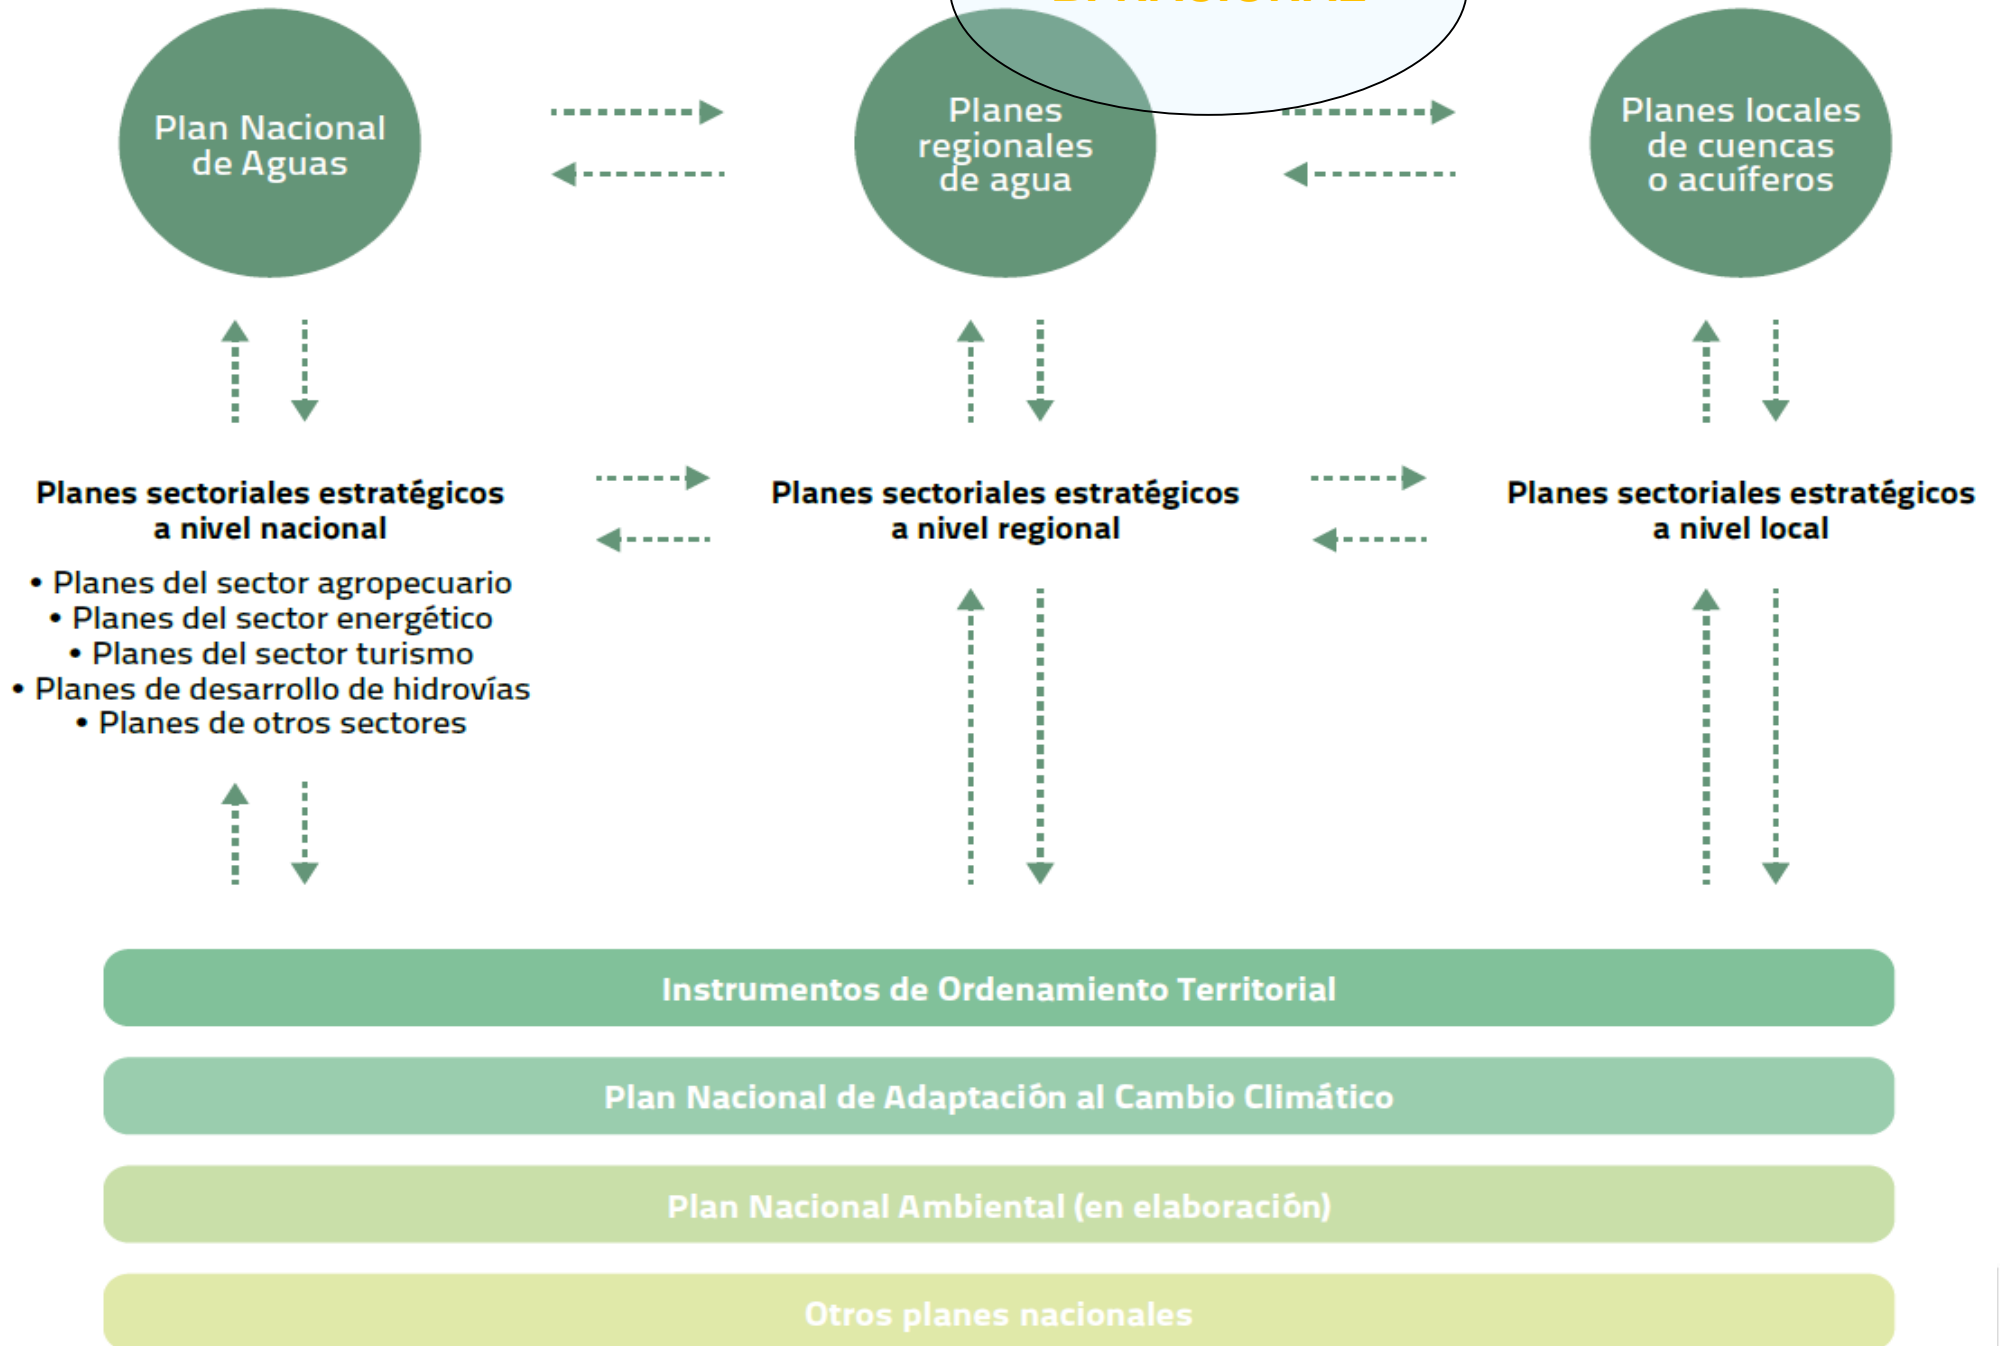 Plan Nacional
de Aguas
Planes
regionales
de agua
Planes locales
de cuencas
o acuíferos
Planes sectoriales estratégicos
a nivel nacional
• Planes del sector agropecuario
• Planes del sector energético
• Planes del sector turismo
• Planes de desarrollo de hidrovías
• Planes de otros sectores
Planes sectoriales estratégicos
a nivel regional
Planes sectoriales estratégicos
a nivel local
Instrumentos de Ordenamiento Territorial
Plan Nacional de Adaptación al Cambio Climático
Plan Nacional Ambiental (en elaboración)
Otros planes nacionales